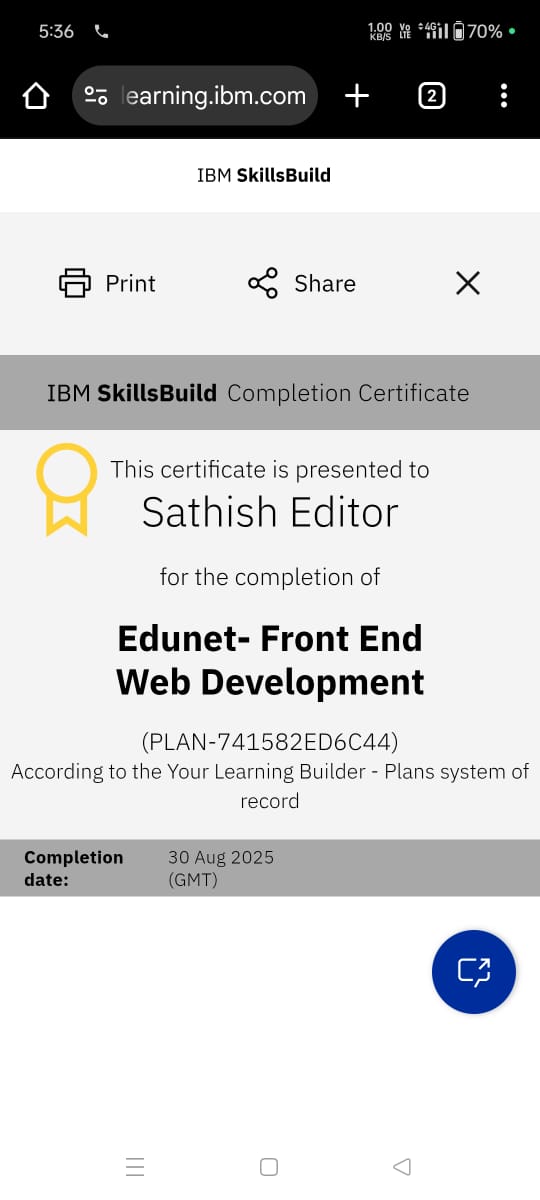 5:36 1.00 KB/S Vo LTE 4G+ 70%
learning.ibm.com 2
IBM SkillsBuild
Print Share
IBM SkillsBuild Completion Certificate
This certificate is presented to
Sathish Editor
for the completion of
Edunet- Front End
Web Development
(PLAN-741582ED6C44)
According to the Your Learning Builder - Plans system of
record
Completion date: 30 Aug 2025 (GMT)